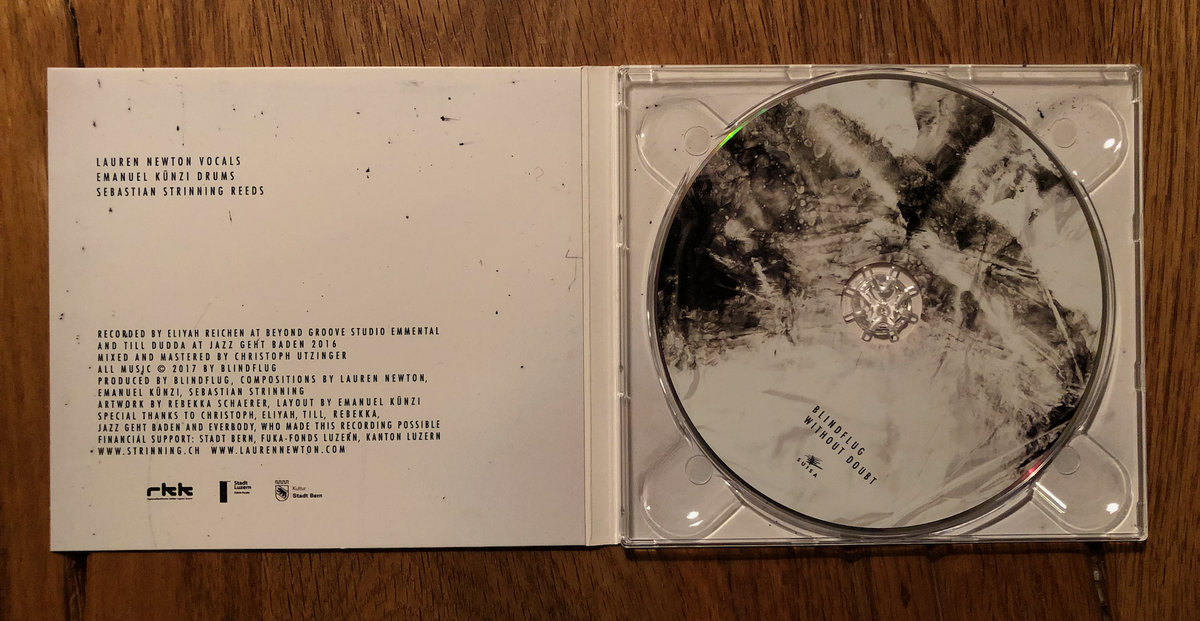 LAUREN NEWTON VOCALS
EMANUEL KÜNZI DRUMS
SEBASTIAN STRINNING REEDS
RECORDED BY ELIYAH REICHEN AT BEYOND GROOVE STUDIO EMMENTAL
AND TILL DUDDA AT JAZZ GEHT BADEN 2016
MIXED AND MASTERED BY CHRISTOPH UTZINGER
ALL MUSIC © 2017 BY BLINDFLUG
PRODUCED BY BLINDFLUG, COMPOSITIONS BY LAUREN NEWTON,
EMANUEL KÜNZI, SEBASTIAN STRINNING
ARTWORK BY REBEKKA SCHAERER, LAYOUT BY EMANUEL KÜNZI
SPECIAL THANKS TO CHRISTOPH, ELIYAH, TILL, REBEKKA,
JAZZ GEHT BADEN AND EVERBODY, WHO MADE THIS RECORDING POSSIBLE
FINANCIAL SUPPORT: STADT BERN, FUKA-FONDS LUZERN, KANTON LUZERN
WWW.STRINNING.CH WWW.LAURENNEWTON.COM
rkk
Stadt
Luzern
Kultur
Stadt Bern
BLINDFLUG
WITHOUT DOUBT
SUISA